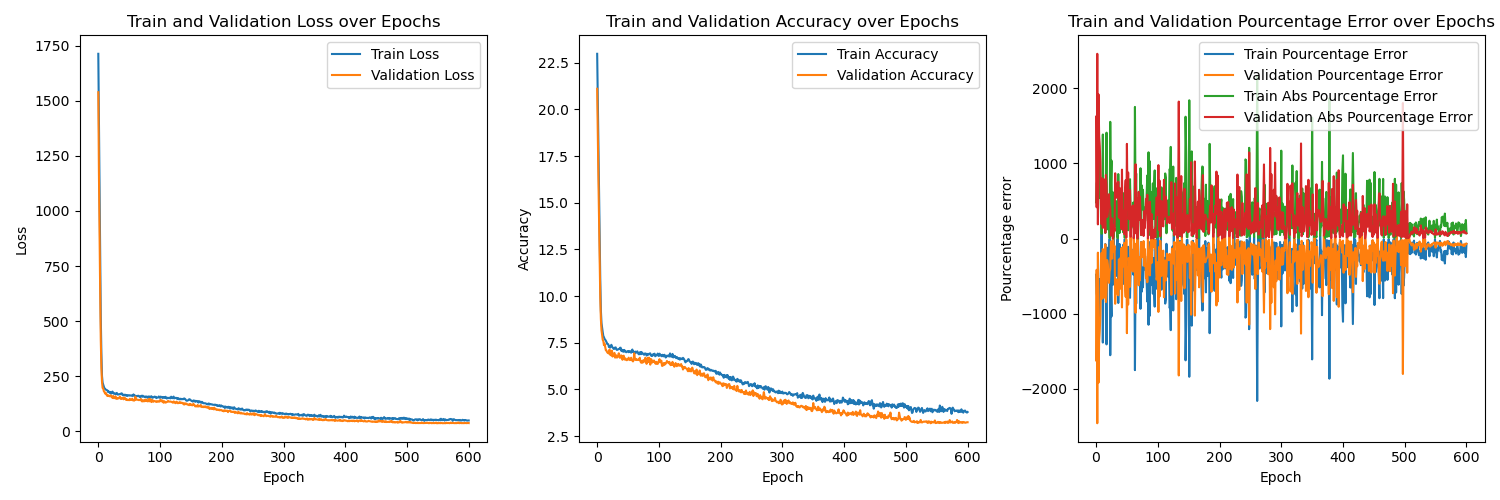 Train and Validation Loss over Epochs
Loss
1750
1500
1250
1000
750
500
250
0
0 100 200 300 400 500 600
Epoch
Train Loss
Validation Loss
Train and Validation Accuracy over Epochs
Accuracy
22.5
20.0
17.5
15.0
12.5
10.0
7.5
5.0
2.5
0 100 200 300 400 500 600
Epoch
Train Accuracy
Validation Accuracy
Train and Validation Pourcentage Error over Epochs
Pourcentage error
2000
1000
0
−1000
−2000
0 100 200 300 400 500 600
Epoch
Train Pourcentage Error
Validation Pourcentage Error
Train Abs Pourcentage Error
Validation Abs Pourcentage Error